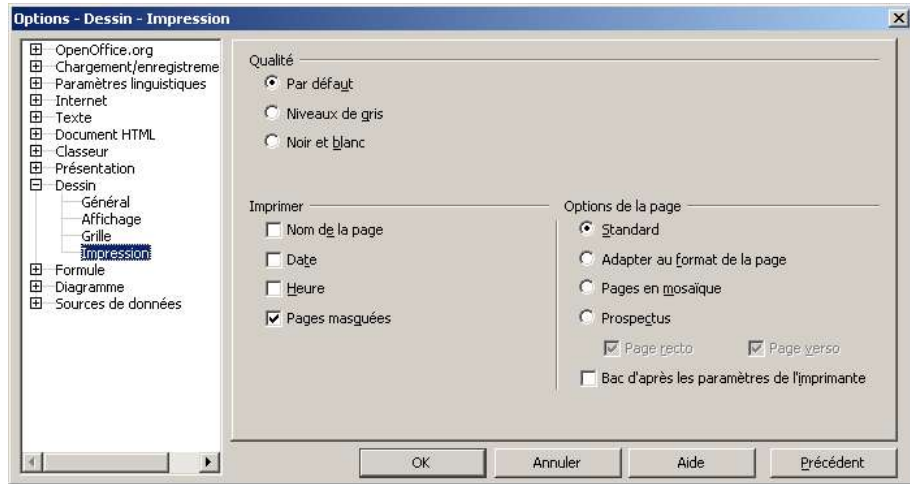 Options - Dessin - Impression
OpenOffice.org
Chargement/enregistreme
Paramètres linguistiques
Internet
Texte
Document HTML
Classeur
Présentation
Dessin
Général
Affichage
Grille
Impression
Formule
Diagramme
Sources de données
Qualité
Par défaut
Niveaux de gris
Noir et blanc
Imprimer
Nom de la page
Date
Heure
Pages masquées
Options de la page
Standard
Adapter au format de la page
Pages en mosaïque
Prospectus
Page recto Page verso
Bac d'après les paramètres de l'imprimante
OK Annuler Aide Précédent